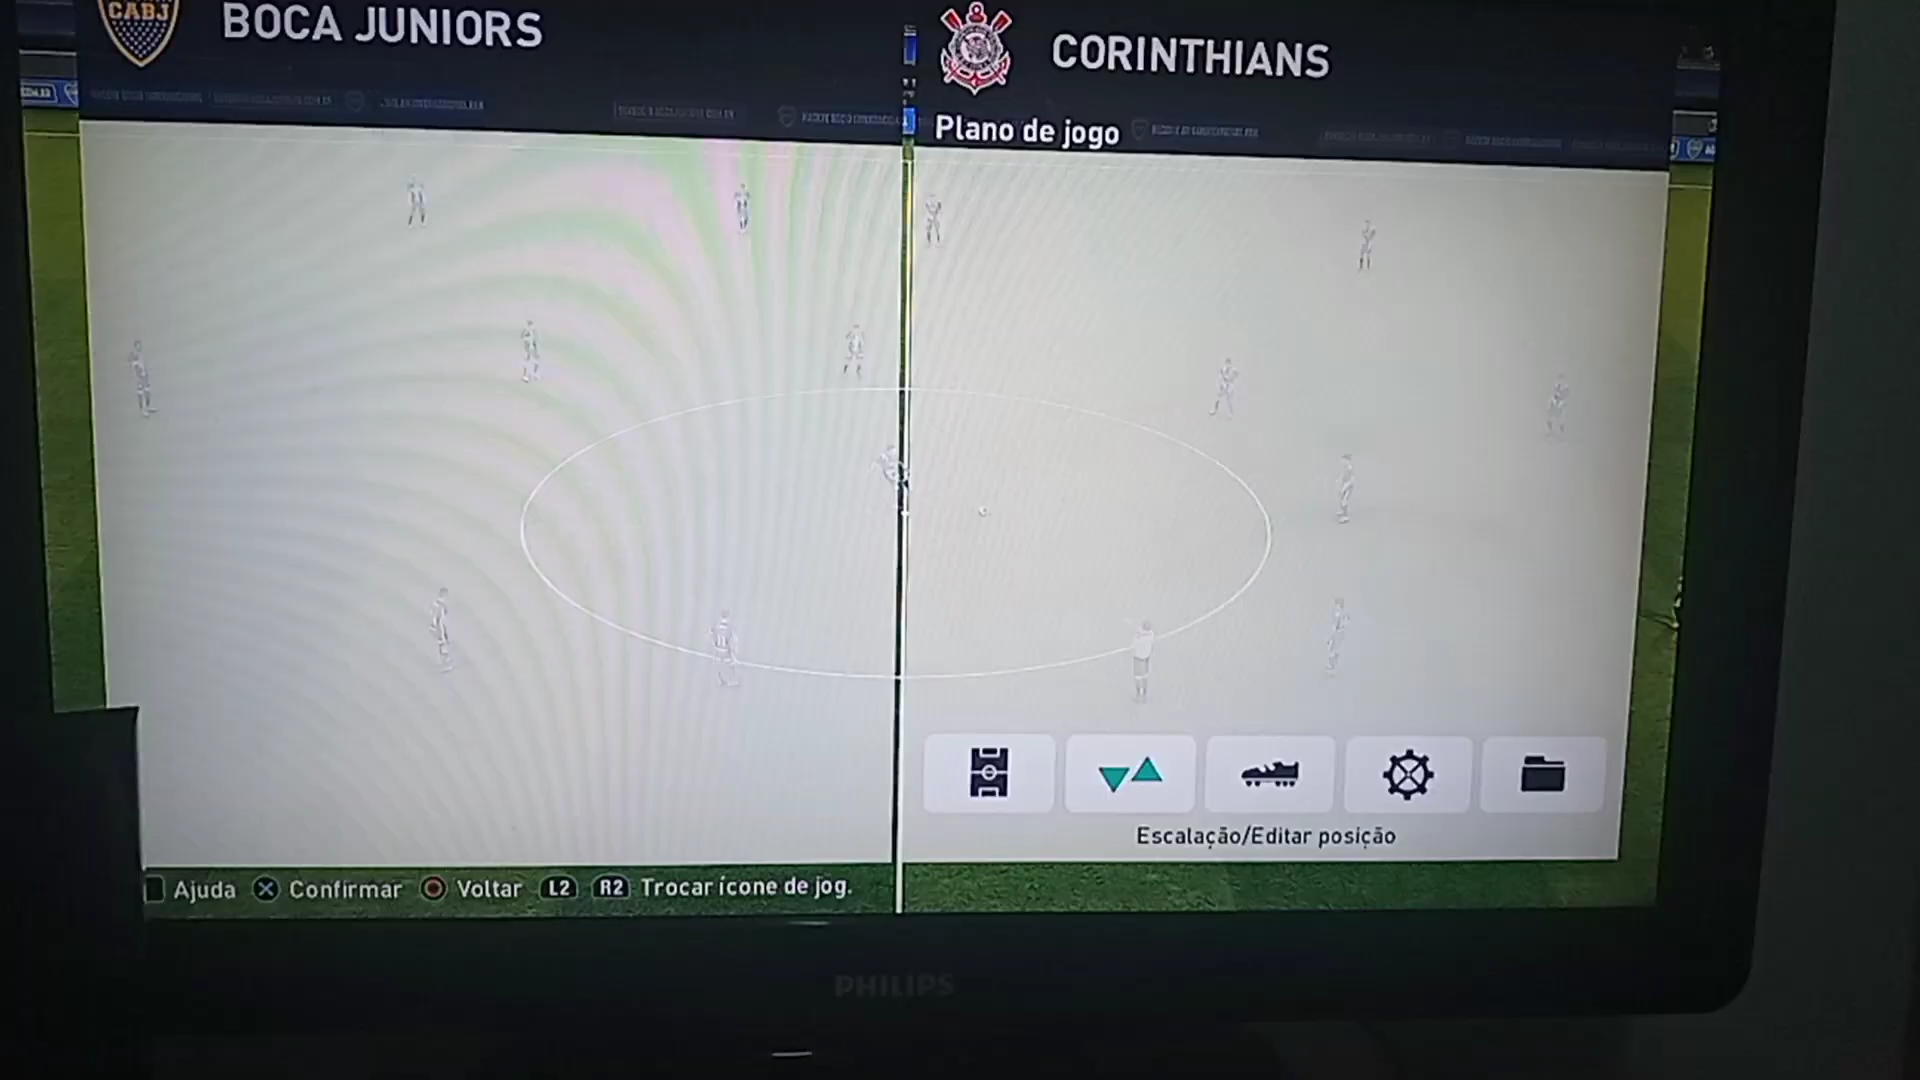 CABJ
BOCA JUNIORS
CORINTHIANS
Plano de jogo
Escalação/Editar posição
Ajuda Confirmar Voltar L2 R2 Trocar ícone de jog.
PHILIPS